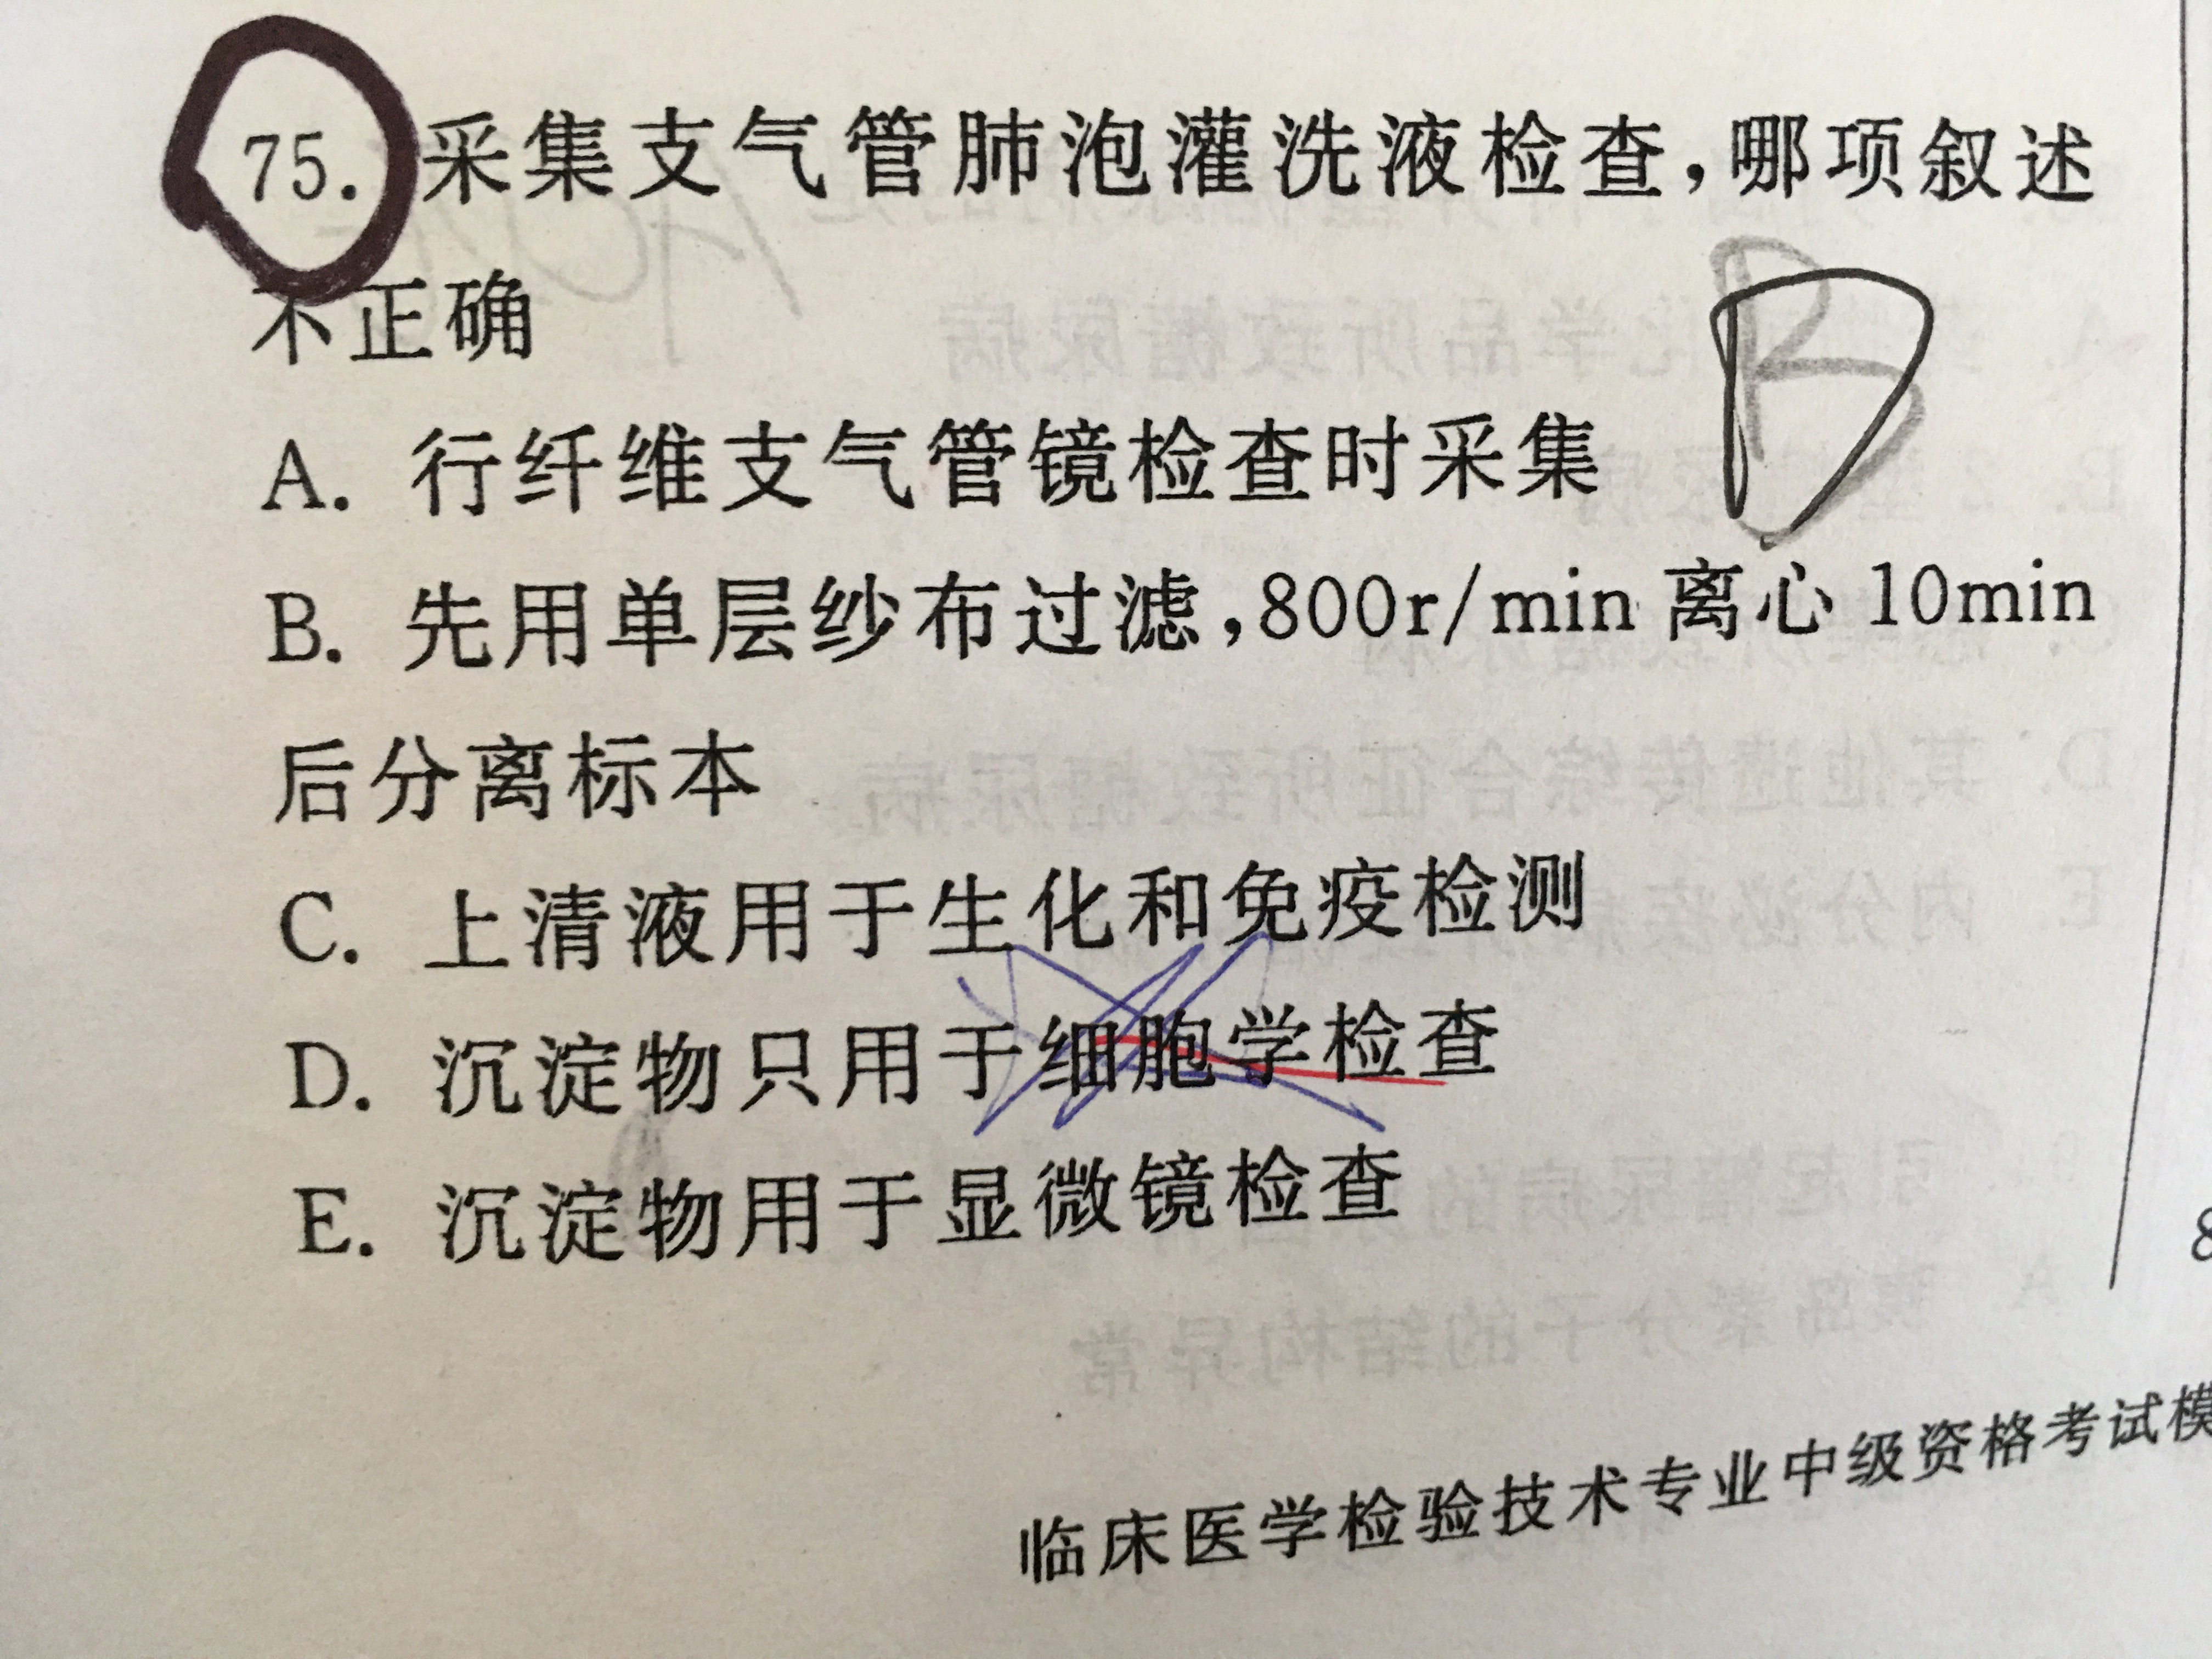 75. 采集支气管肺泡灌洗液检查,哪项叙述
不正确
A. 行纤维支气管镜检查时采集
B. 先用单层纱布过滤,800r/min 离心 10min
后分离标本
C. 上清液用于生化和免疫检测
D. 沉淀物只用于细胞学检查
E. 沉淀物用于显微镜检查
临床医学检验技术专业中级资格考试模